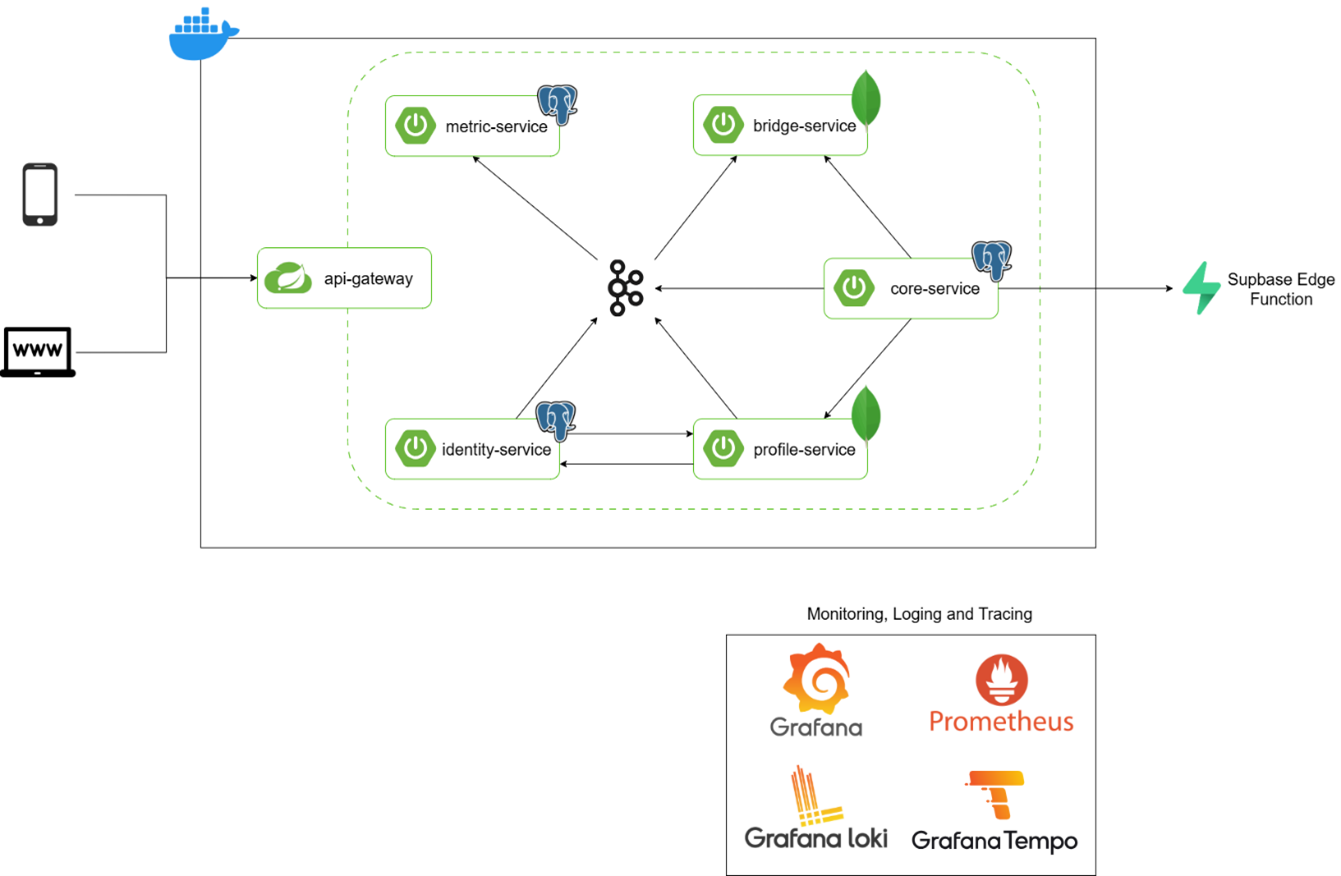 metric-service
bridge-service
api-gateway
core-service
Supbase Edge
Function
WWW
identity-service
profile-service
Monitoring, Loging and Tracing
Grafana
Prometheus
Grafana loki
Grafana Tempo